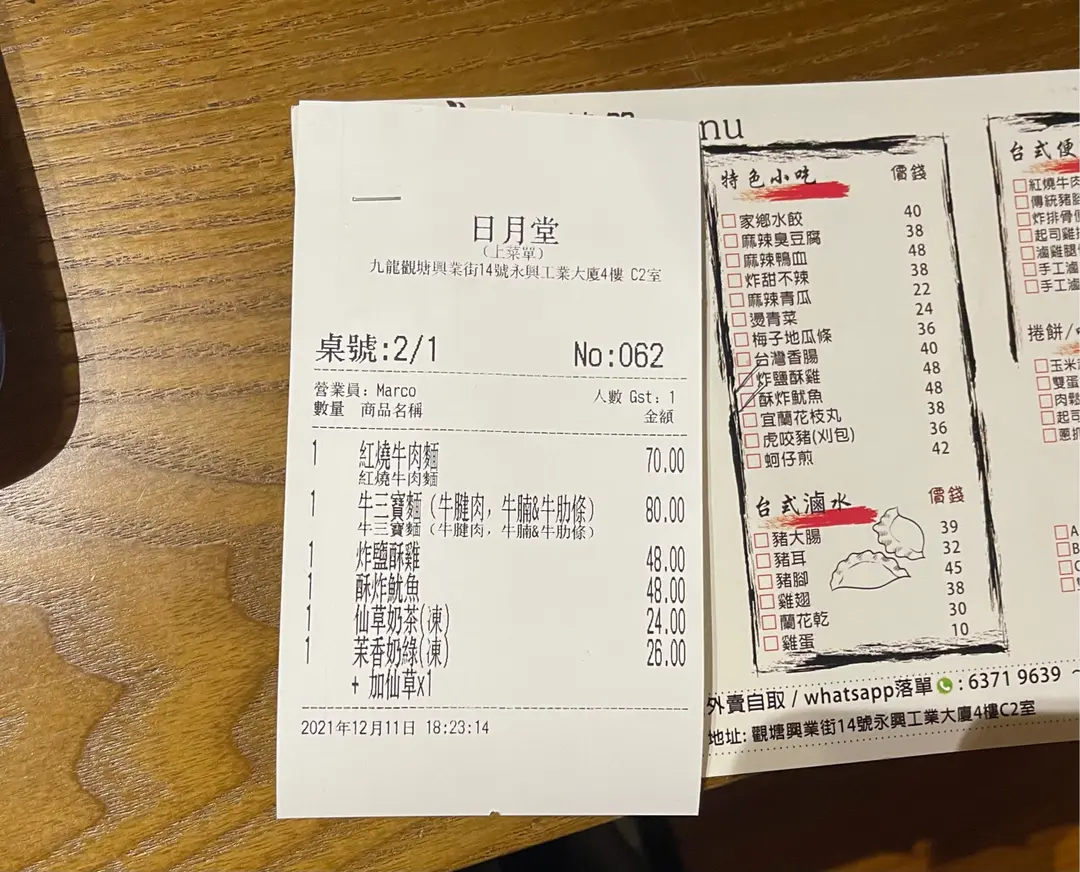 日月堂
(上菜單)
九龍觀塘興業街14號永興工業大廈4樓 C2室
桌號:2/1 No:062
營業員: Marco 人數 Gst: 1
數量 商品名稱 金額
1 紅燒牛肉麵 70.00
紅燒牛肉麵
1 牛三寶麵 (牛腱肉, 牛腩&牛肋條) 80.00
牛三寶麵 (牛腱肉, 牛腩&牛肋條)
1 炸鹽酥雞 48.00
1 酥炸魷魚 48.00
1 仙草奶茶(凍) 24.00
1 茉香奶綠(凍) 26.00
+ 加仙草x1
2021年12月11日 18:23:14
nu
特色小吃 價錢
家鄉水餃 40
麻辣臭豆腐 38
麻辣鴨血 48
炸甜不辣 38
麻辣青瓜 22
燙青菜 24
梅子地瓜條 36
台灣香腸 40
炸鹽酥雞 48
酥炸魷魚 48
宜蘭花枝丸 38
虎咬豬(刈包) 36
蚵仔煎 42
台式滷水 價錢
豬大腸 39
豬耳 32
豬腳 45
雞翅 38
蘭花乾 30
雞蛋 10
外賣自取 / whatsapp落單 : 6371 9639 ~
地址: 觀塘興業街14號永興工業大廈4樓C2室
台式便
紅燒牛肉
傳統豬腳
炸排骨便
起司雞排
滷雞腿便
手工滷
手工滷
捲餅/
玉米
雙蛋
肉鬆
起司
蔥抓